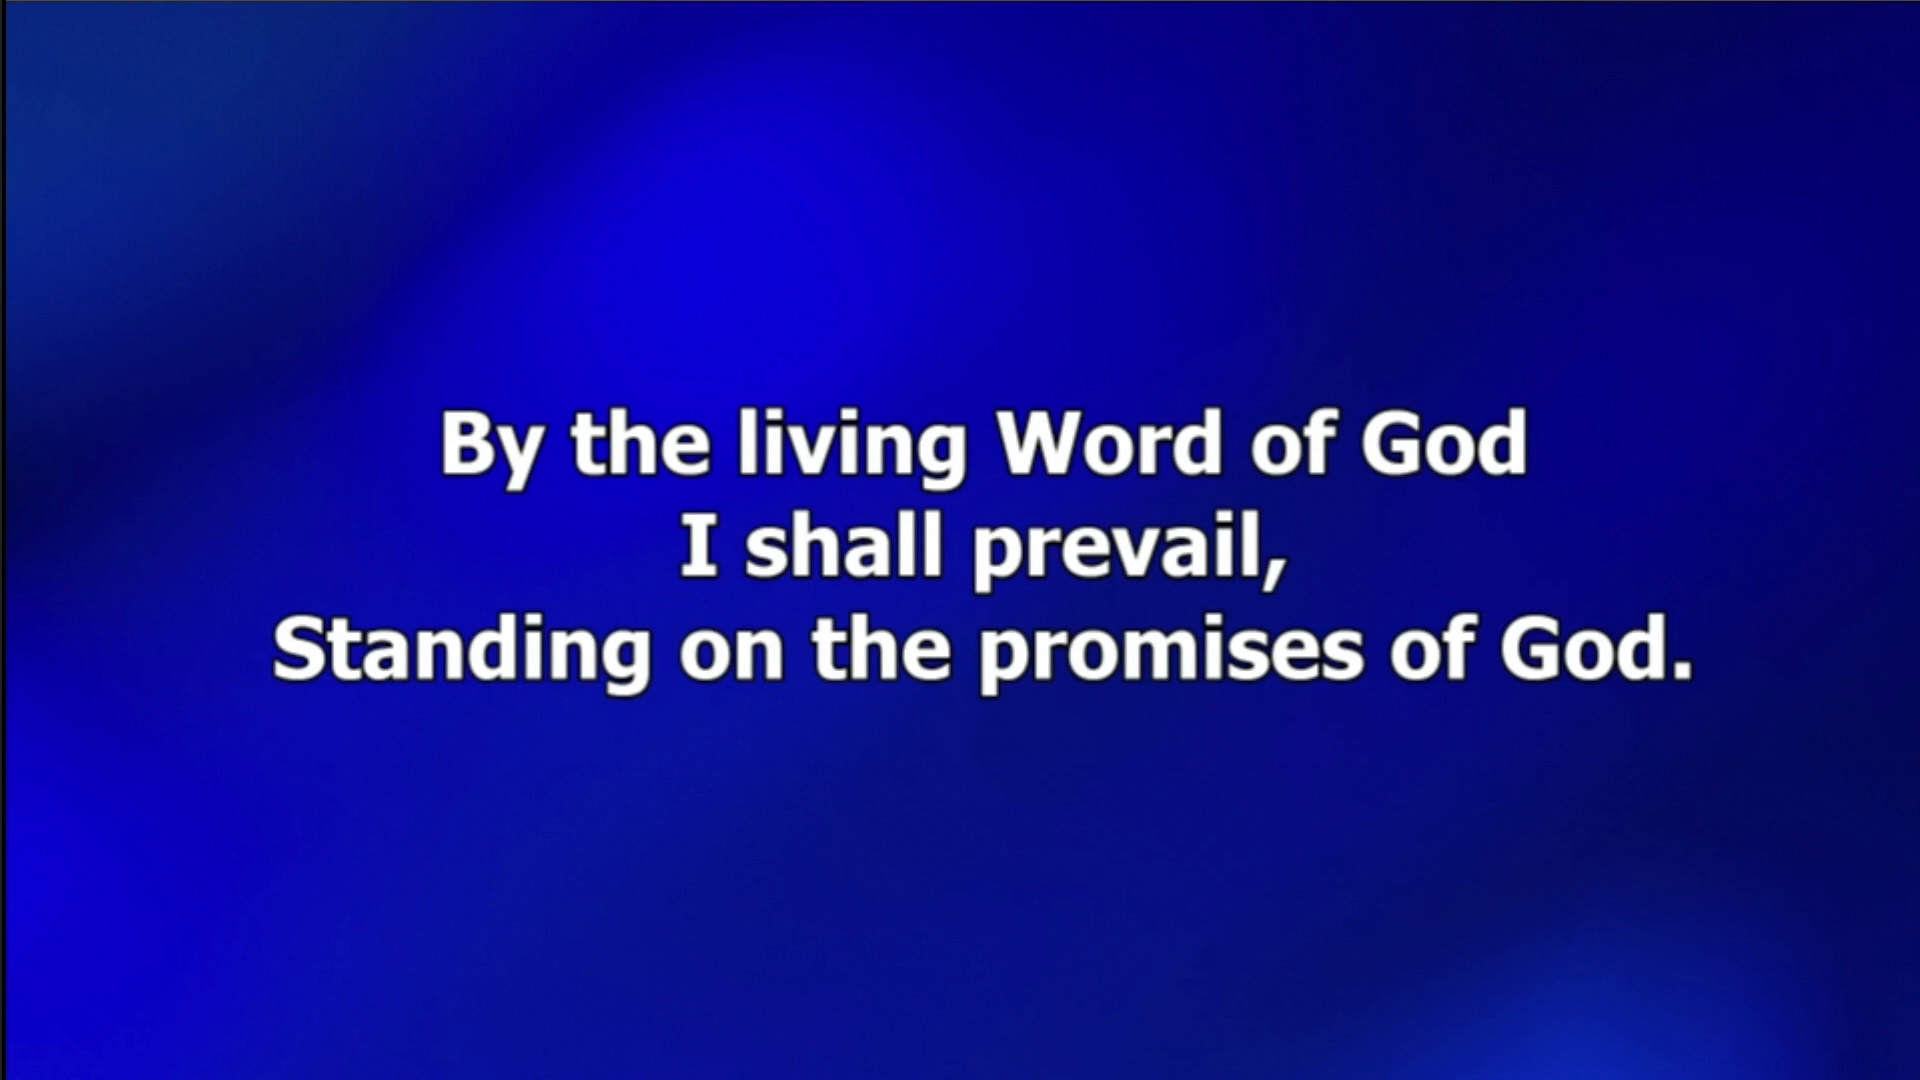 By the living Word of God
I shall prevail,
Standing on the promises of God.